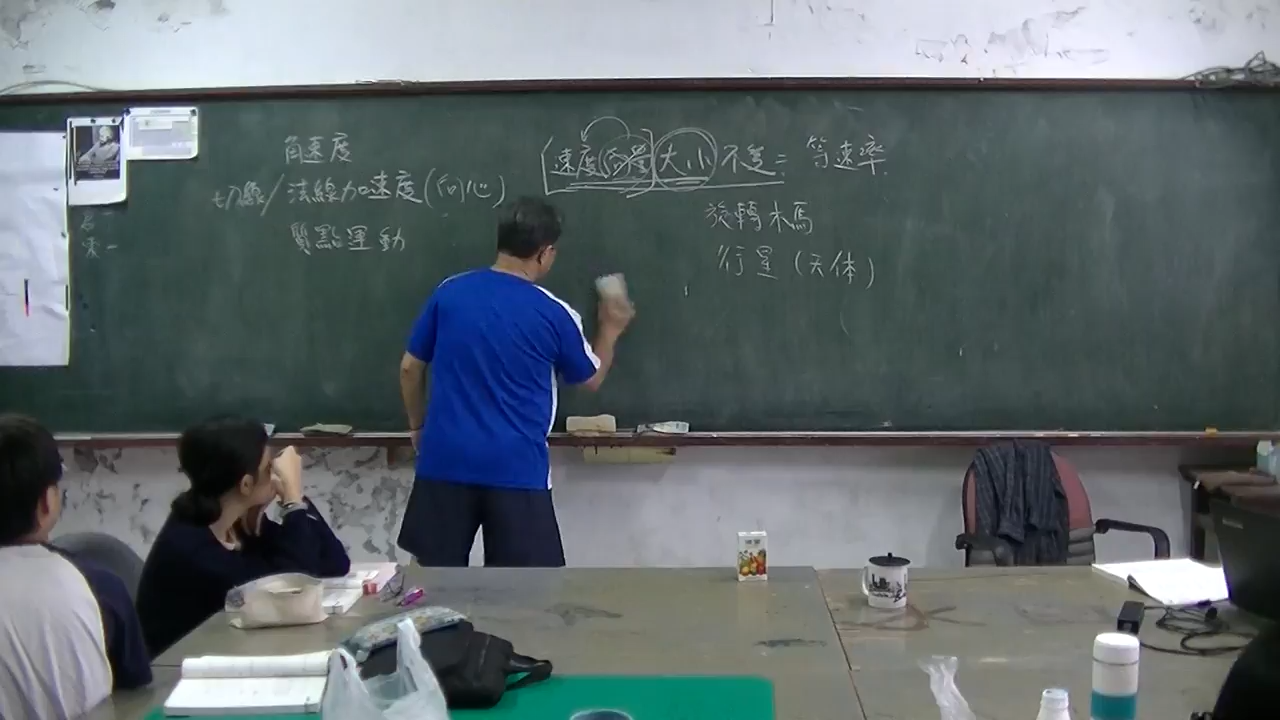 角速度
切線/法線加速度(向心)
質點運動
速度(向量)大小不變=等速率
旋轉木馬
行星(天体)